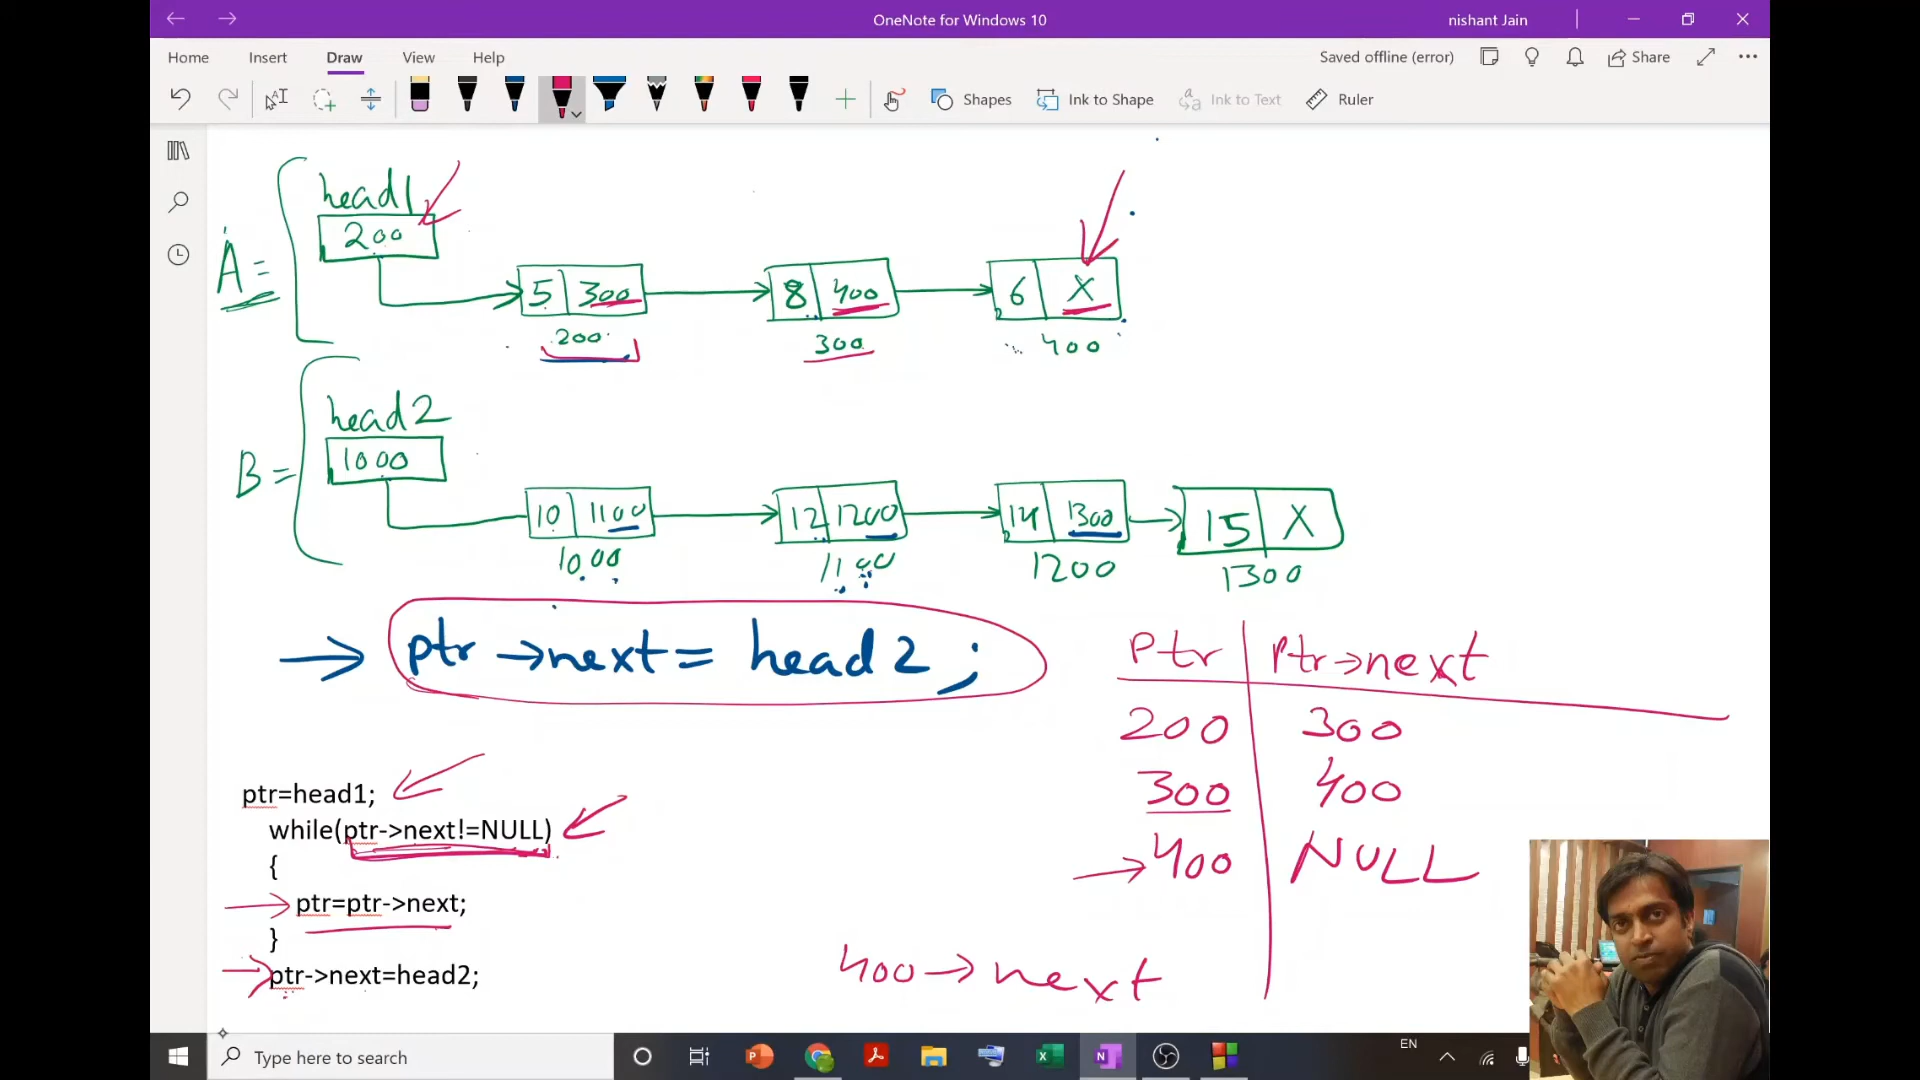 OneNote for Windows 10
nishant Jain
Home Insert Draw View Help
Saved offline (error) Share
Shapes Ink to Shape Ink to Text Ruler
head1
200
A =
5 300
8 400
6 X
200
300
400
head2
1000
B =
10 1100
12 1200
14 1300
15 X
1000
1100
1200
1300
→ ptr →next = head2 ;
Ptr Ptr→next
200 300
300 400
→ 400 NULL
ptr=head1;
while(ptr->next!=NULL)
{
ptr=ptr->next;
}
ptr->next=head2;
400 → next
Type here to search
EN